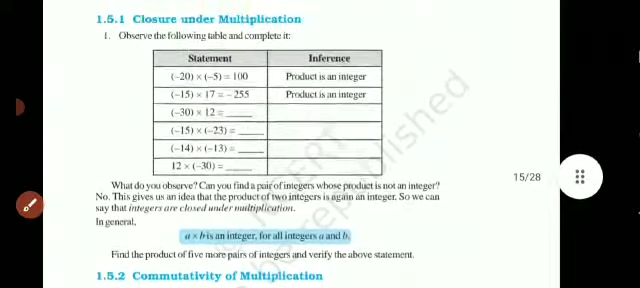 1.5.1 Closure under Multiplication
1. Observe the following table and complete it:
Statement Inference
(–20) × (–5) = 100 Product is an integer
(–15) × 17 = – 255 Product is an integer
(–30) × 12 = _____
(–15) × (–23) = _____
(–14) × (–13) = _____
12 × (–30) = _____
What do you observe? Can you find a pair of integers whose product is not an integer?
No. This gives us an idea that the product of two integers is again an integer. So we can
say that integers are closed under multiplication.
In general,
a × b is an integer, for all integers a and b.
Find the product of five more pairs of integers and verify the above statement.
1.5.2 Commutativity of Multiplication
15/28
republished